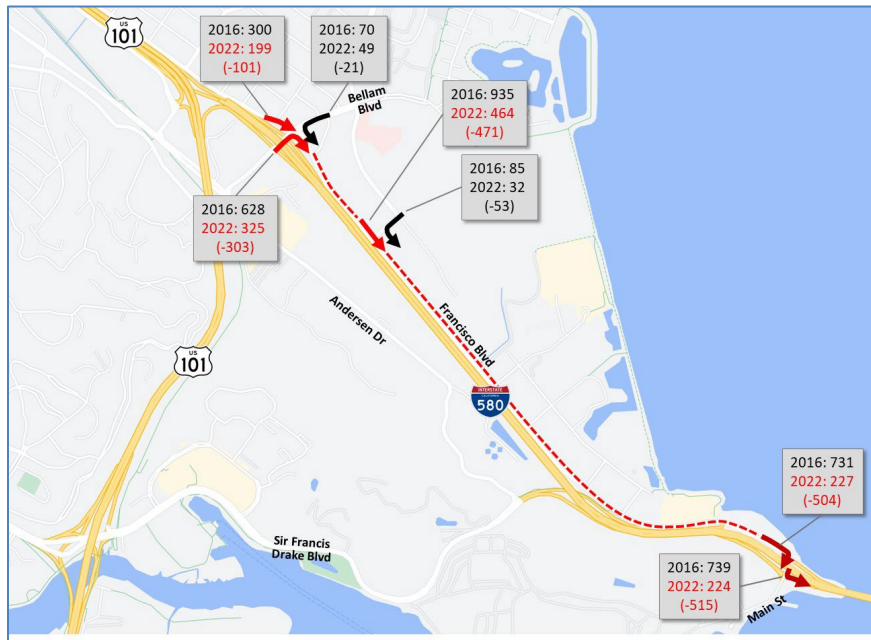 US
101
2016: 300
2022: 199
(-101)
2016: 70
2022: 49
(-21)
Bellam
Blvd
2016: 935
2022: 464
(-471)
2016: 85
2022: 32
(-53)
2016: 628
2022: 325
(-303)
Andersen Dr
Francisco Blvd
US
101
INTERSTATE
CALIFORNIA
580
2016: 731
2022: 227
(-504)
Sir Francis
Drake Blvd
2016: 739
2022: 224
(-515)
Main St